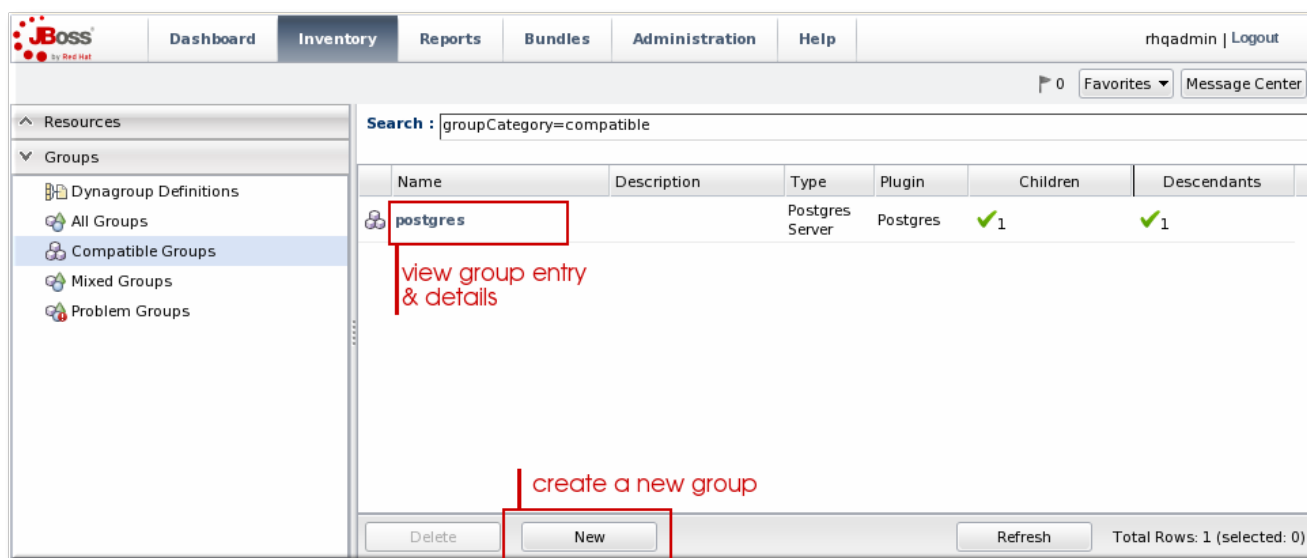 JBoss
by Red Hat
Dashboard
Inventory
Reports
Bundles
Administration
Help
rhqadmin | Logout
0
Favorites
Message Center
Resources
Groups
Dynagroup Definitions
All Groups
Compatible Groups
Mixed Groups
Problem Groups
Search : groupCategory=compatible
Name Description Type Plugin Children Descendants
postgres
Postgres
Server
Postgres
1
1
view group entry
& details
create a new group
Delete
New
Refresh
Total Rows: 1 (selected: 0)